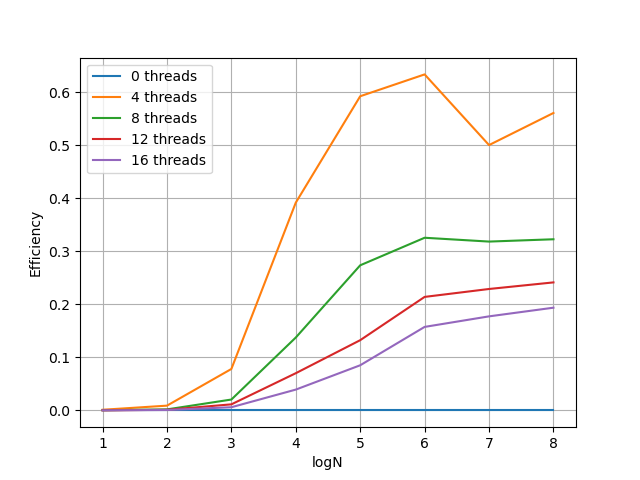 0 threads
4 threads
8 threads
12 threads
16 threads
Efficiency
0.6
0.5
0.4
0.3
0.2
0.1
0.0
1 2 3 4 5 6 7 8
logN